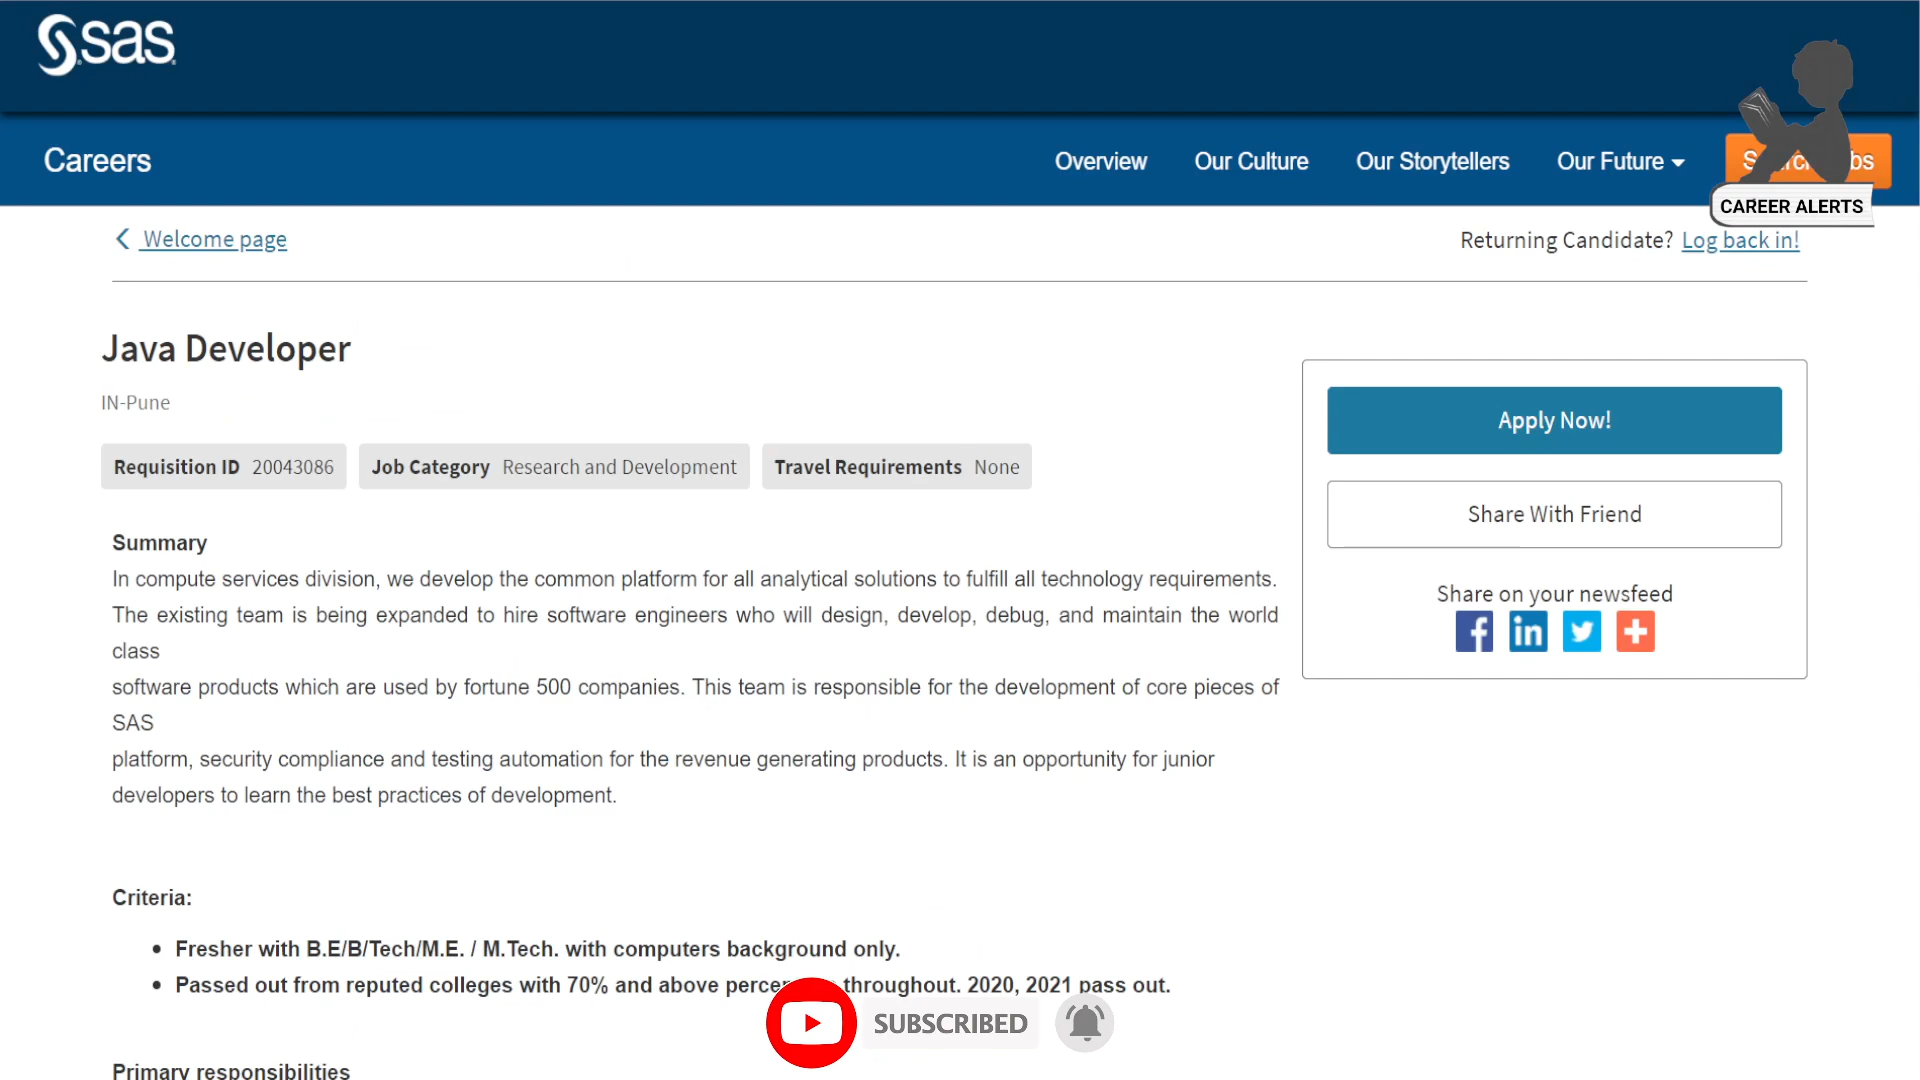 sas
Careers
Overview
Our Culture
Our Storytellers
Our Future
CAREER ALERTS
Welcome page
Returning Candidate? Log back in!
Java Developer
IN-Pune
Requisition ID 20043086
Job Category Research and Development
Travel Requirements None
Apply Now!
Share With Friend
Share on your newsfeed
Summary
In compute services division, we develop the common platform for all analytical solutions to fulfill all technology requirements.
The existing team is being expanded to hire software engineers who will design, develop, debug, and maintain the world
class
software products which are used by fortune 500 companies. This team is responsible for the development of core pieces of
SAS
platform, security compliance and testing automation for the revenue generating products. It is an opportunity for junior
developers to learn the best practices of development.
Criteria:
Fresher with B.E/B/Tech/M.E. / M.Tech. with computers background only.
Passed out from reputed colleges with 70% and above throughout. 2020, 2021 pass out.
SUBSCRIBED
Primary responsibilities